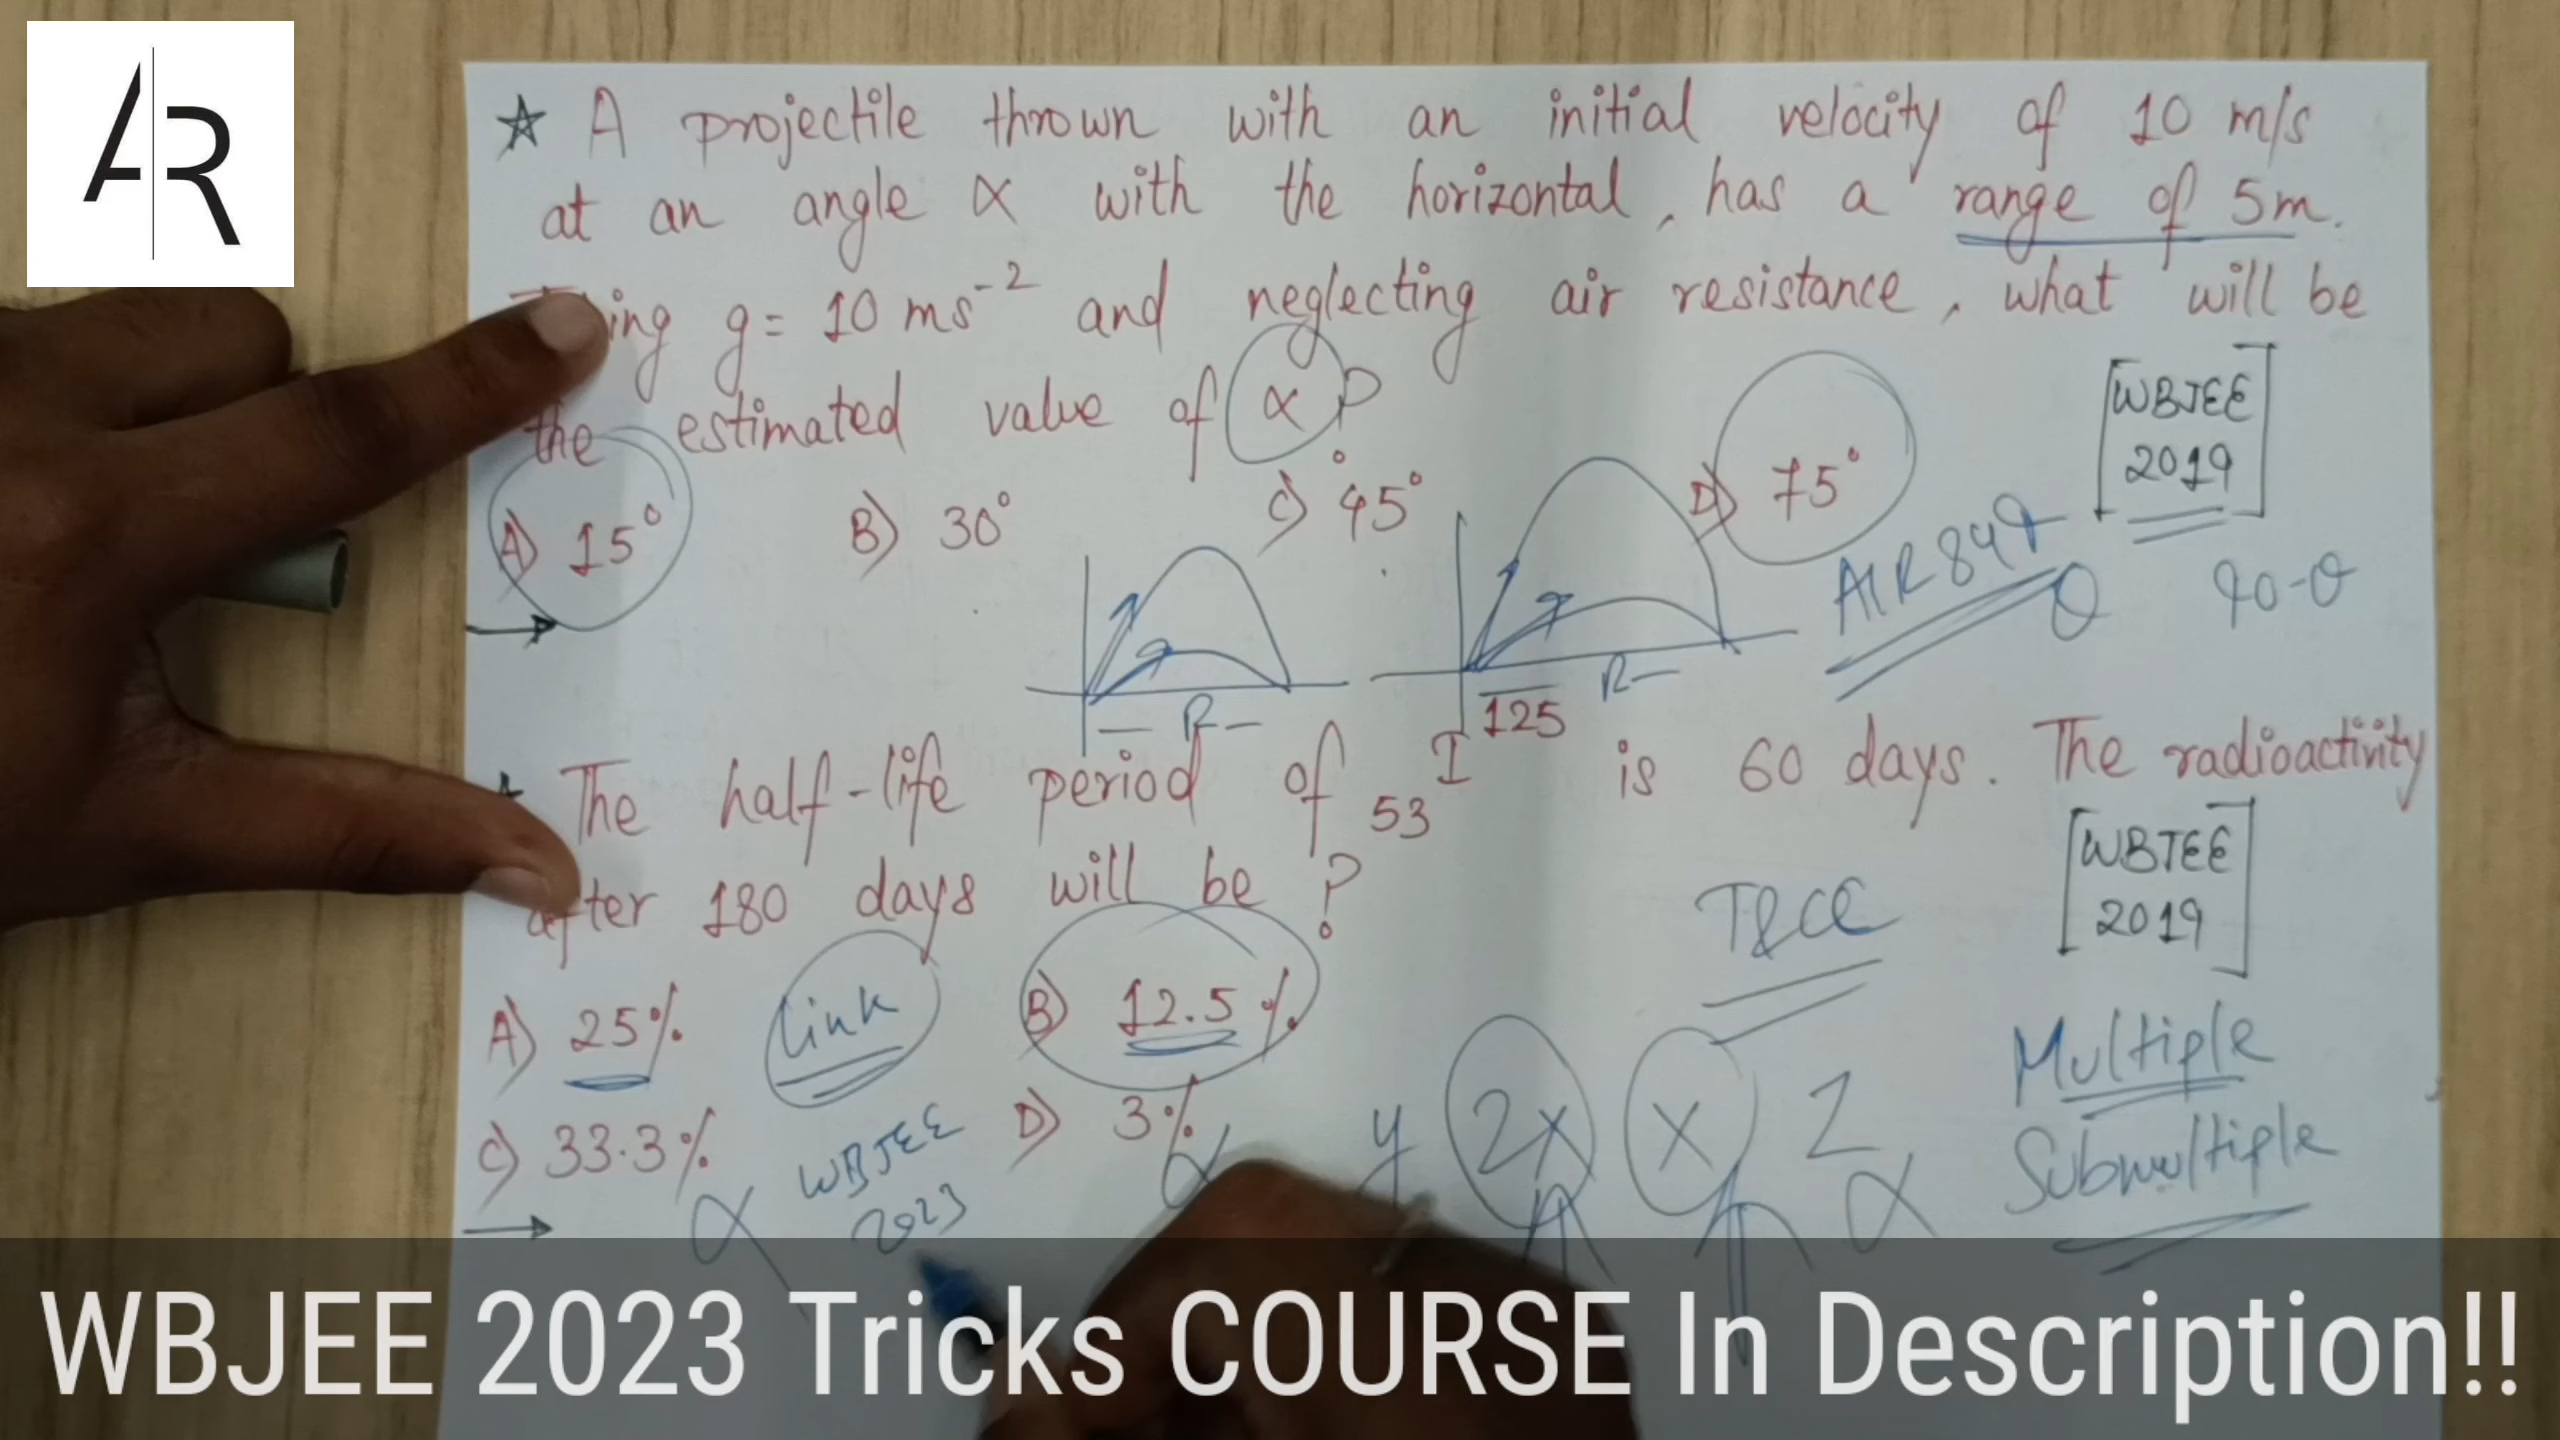 AR
☆ A projectile thrown with an initial velocity of 10 m/s
at an angle α with the horizontal, has a range of 5m.
g = 10 ms⁻² and neglecting air resistance, what will be
the estimated value of α?
A) 15° B) 30° C) 45° D) 75°
[WBJEE 2019]
AIR 849
θ 90-θ
R
R
The half-life period of ₅₃I¹²⁵ is 60 days. The radioactivity
after 180 days will be?
[WBJEE 2019]
T&CE
A) 25% B) 12.5%
Link
C) 33.3% D) 3%
WBJEE
2023
y 2x x z
Multiple
Submultiple
α α α
WBJEE 2023 Tricks COURSE In Description!!